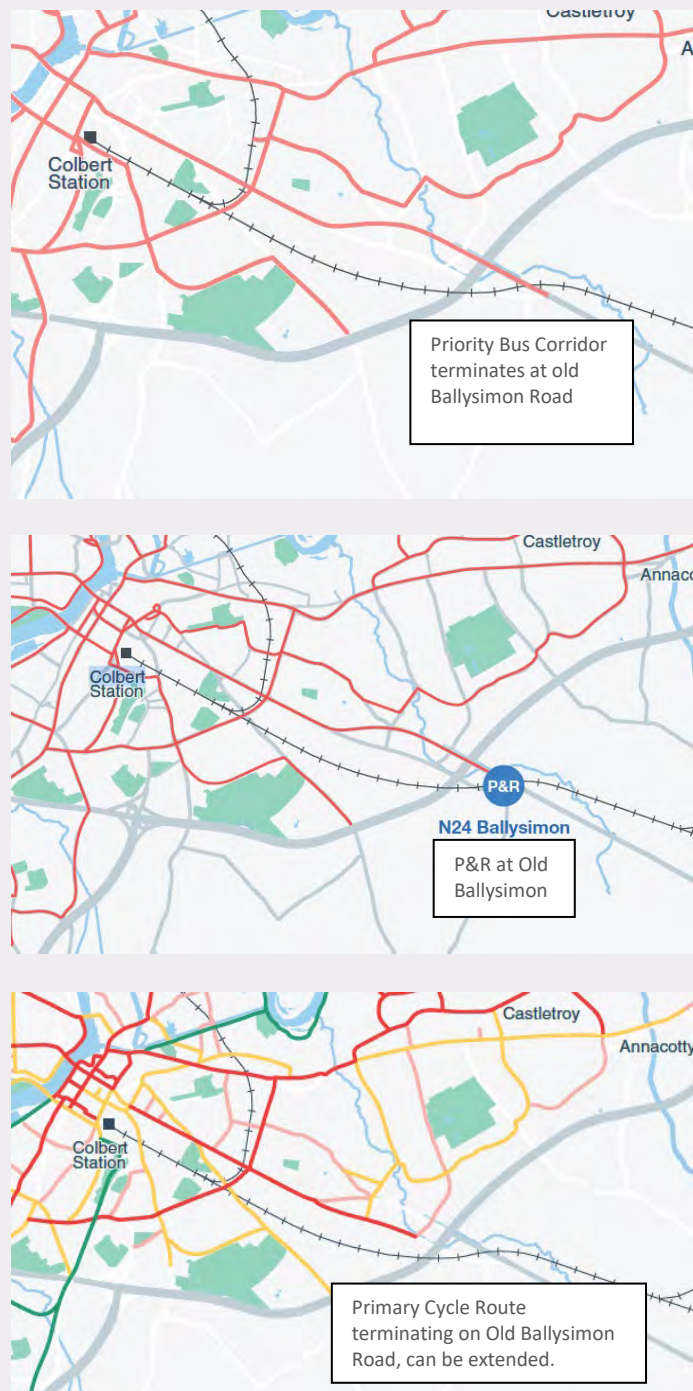 Castletroy
A
Colbert
Station
Priority Bus Corridor
terminates at old
Ballysimon Road
Castletroy
Annaco
Colbert
Station
P&R
N24 Ballysimon
P&R at Old
Ballysimon
Castletroy
Annacotty
Colbert
Station
Primary Cycle Route
terminating on Old Ballysimon
Road, can be extended.